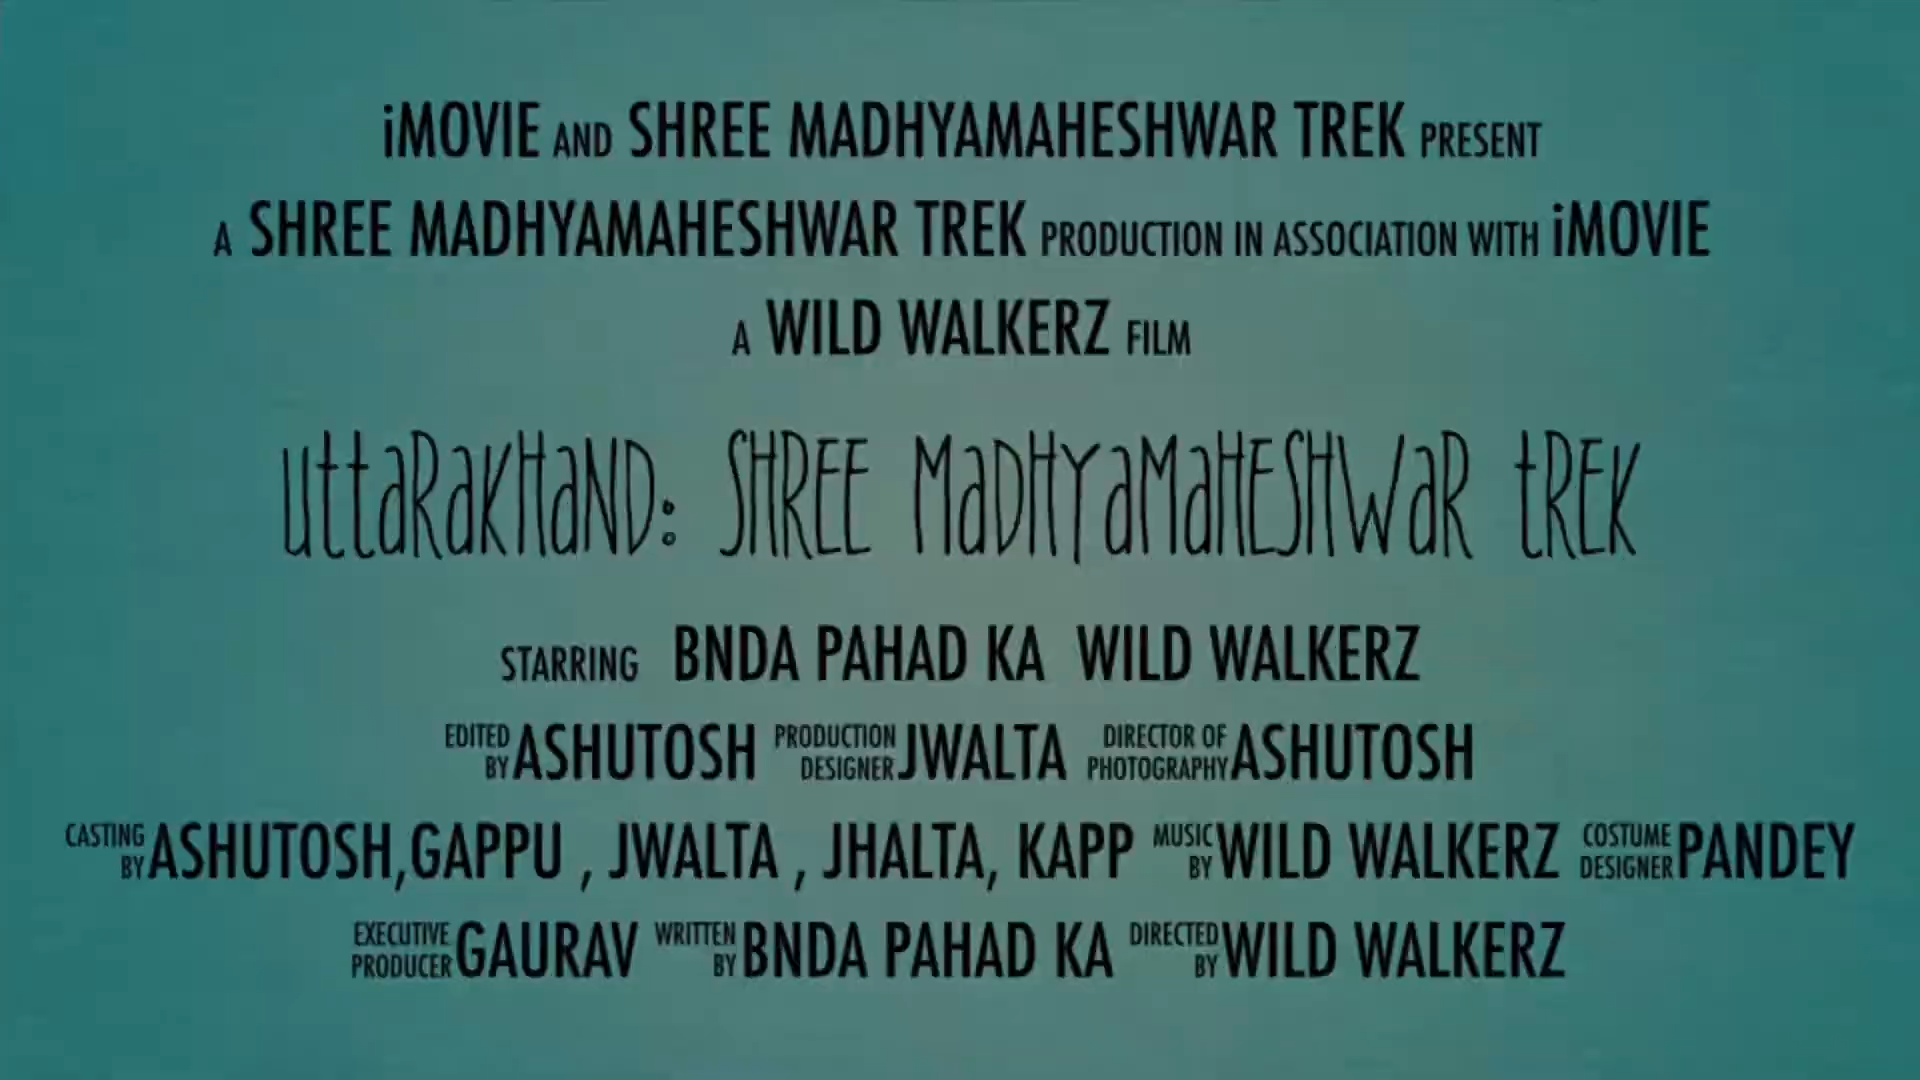 iMOVIE AND SHREE MADHYAMAHESHWAR TREK PRESENT
A SHREE MADHYAMAHESHWAR TREK PRODUCTION IN ASSOCIATION WITH iMOVIE
A WILD WALKERZ FILM
UttaRaKHaND: SHREE MaDHYaMaHESHWaR tREK
STARRING BNDA PAHAD KA WILD WALKERZ
EDITED BY ASHUTOSH PRODUCTION DESIGNER JWALTA DIRECTOR OF PHOTOGRAPHY ASHUTOSH
CASTING BY ASHUTOSH,GAPPU , JWALTA , JHALTA, KAPP MUSIC BY WILD WALKERZ COSTUME DESIGNER PANDEY
EXECUTIVE PRODUCER GAURAV WRITTEN BY BNDA PAHAD KA DIRECTED BY WILD WALKERZ